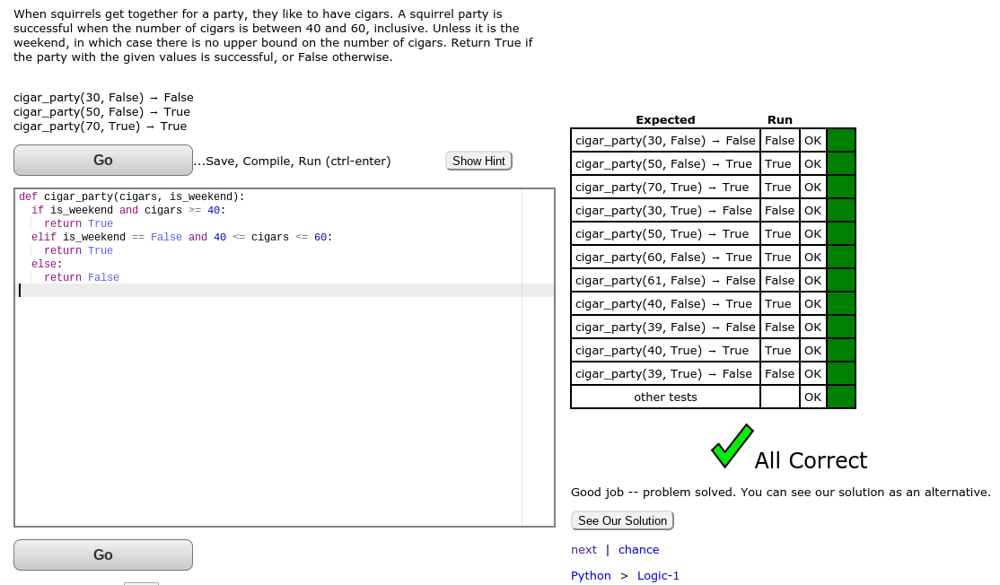 When squirrels get together for a party, they like to have cigars. A squirrel party is
successful when the number of cigars is between 40 and 60, inclusive. Unless it is the
weekend, in which case there is no upper bound on the number of cigars. Return True if
the party with the given values is successful, or False otherwise.
cigar_party(30, False) → False
cigar_party(50, False) → True
cigar_party(70, True) → True
Go ...Save, Compile, Run (ctrl-enter) Show Hint
def cigar_party(cigars, is_weekend):
  if is_weekend and cigars >= 40:
    return True
  elif is_weekend == False and 40 <= cigars <= 60:
    return True
  else:
    return False
Go
Expected Run
cigar_party(30, False) → False False OK
cigar_party(50, False) → True True OK
cigar_party(70, True) → True True OK
cigar_party(30, True) → False False OK
cigar_party(50, True) → True True OK
cigar_party(60, False) → True True OK
cigar_party(61, False) → False False OK
cigar_party(40, False) → True True OK
cigar_party(39, False) → False False OK
cigar_party(40, True) → True True OK
cigar_party(39, True) → False False OK
other tests OK
All Correct
Good job -- problem solved. You can see our solution as an alternative.
See Our Solution
next | chance
Python > Logic-1